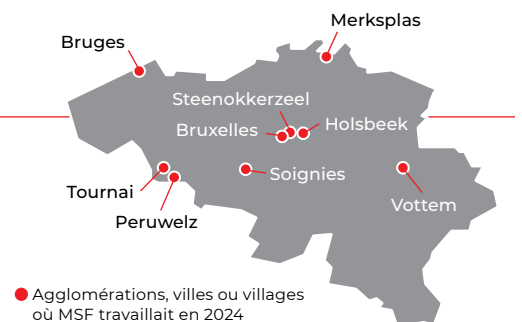 Merksplas
Bruges
Steenokkerzeel
Bruxelles
Holsbeek
Soignies
Tournai
Vottem
Peruwelz
Agglomérations, villes ou villages
où MSF travaillait en 2024